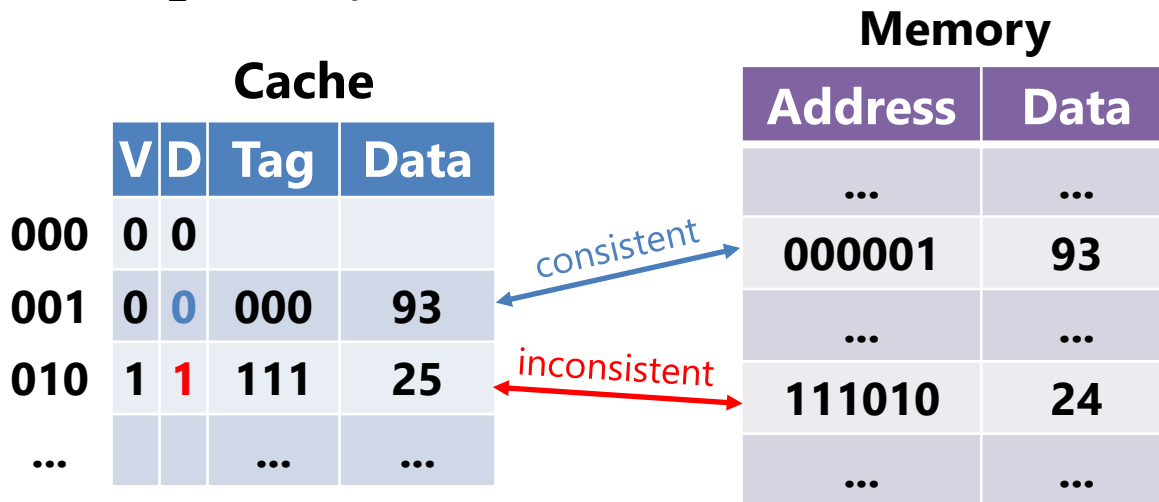 Memory
Cache
Address Data
V D Tag Data
... ...
000 0 0
consistent
000001 93
001 0 0 000 93
... ...
010 1 1 111 25
inconsistent
111010 24
... ... ...
... ...